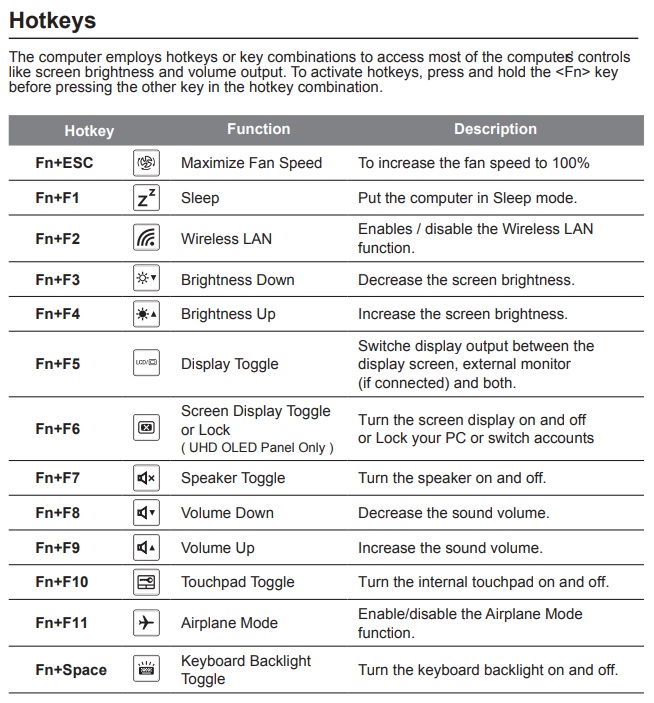 Hotkeys
The computer employs hotkeys or key combinations to access most of the computers' controls
like screen brightness and volume output. To activate hotkeys, press and hold the <Fn> key
before pressing the other key in the hotkey combination.
Hotkey Function Description
Fn+ESC Maximize Fan Speed To increase the fan speed to 100%
Fn+F1 Zz Sleep Put the computer in Sleep mode.
Fn+F2 Wireless LAN Enables / disable the Wireless LAN
function.
Fn+F3 Brightness Down Decrease the screen brightness.
Fn+F4 Brightness Up Increase the screen brightness.
Fn+F5 LCD/ Display Toggle Switche display output between the
display screen, external monitor
(if connected) and both.
Fn+F6 Screen Display Toggle
or Lock
( UHD OLED Panel Only )
Turn the screen display on and off
or Lock your PC or switch accounts
Fn+F7 Speaker Toggle Turn the speaker on and off.
Fn+F8 Volume Down Decrease the sound volume.
Fn+F9 Volume Up Increase the sound volume.
Fn+F10 Touchpad Toggle Turn the internal touchpad on and off.
Fn+F11 Airplane Mode Enable/disable the Airplane Mode
function.
Fn+Space Keyboard Backlight
Toggle
Turn the keyboard backlight on and off.